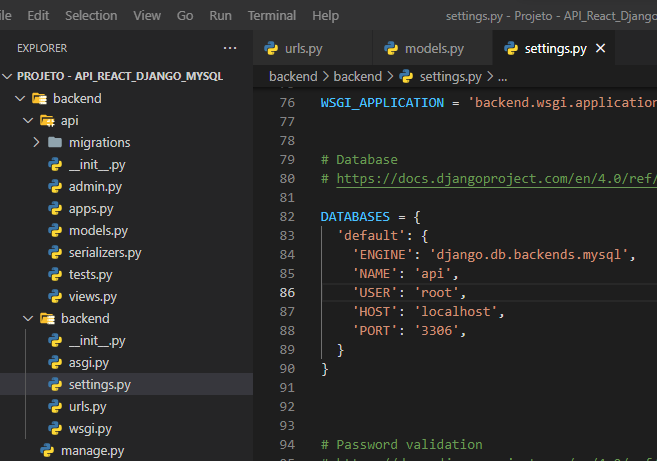 ile Edit Selection View Go Run Terminal Help settings.py - Projeto - API_React_Django
EXPLORER ...
PROJETO - API_REACT_DJANGO_MYSQL
backend
api
migrations
__init__.py
admin.py
apps.py
models.py
serializers.py
tests.py
views.py
backend
__init__.py
asgi.py
settings.py
urls.py
wsgi.py
manage.py
urls.py models.py settings.py
backend > backend > settings.py > ...
76 WSGI_APPLICATION = 'backend.wsgi.application
77
78
79 # Database
80 # https://docs.djangoproject.com/en/4.0/ref/
81
82 DATABASES = {
83 'default': {
84 'ENGINE': 'django.db.backends.mysql',
85 'NAME': 'api',
86 'USER': 'root',
87 'HOST': 'localhost',
88 'PORT': '3306',
89 }
90 }
91
92
93
94 # Password validation